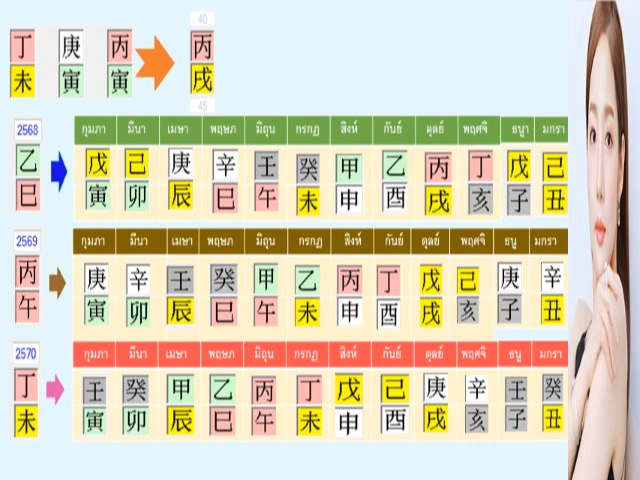 40
丁 庚 丙 丙
未 寅 寅 戌
45
2568 กุมภา มีนา เมษา พฤษภ มิถุน กรกฏ สิงห์ กันย์ ตุลย์ พฤศจิ ธนู มกรา
乙 戊 己 庚 辛 壬 癸 甲 乙 丙 丁 戊 己
巳 寅 卯 辰 巳 午 未 申 酉 戌 亥 子 丑
2569 กุมภา มีนา เมษา พฤษภ มิถุน กรกฏ สิงห์ กันย์ ตุลย์ พฤศจิ ธนู มกรา
丙 庚 辛 壬 癸 甲 乙 丙 丁 戊 己 庚 辛
午 寅 卯 辰 巳 午 未 申 酉 戌 亥 子 丑
2570 กุมภา มีนา เมษา พฤษภ มิถุน กรกฏ สิงห์ กันย์ ตุลย์ พฤศจิ ธนู มกรา
丁 壬 癸 甲 乙 丙 丁 戊 己 庚 辛 壬 癸
未 寅 卯 辰 巳 午 未 申 酉 戌 亥 子 丑